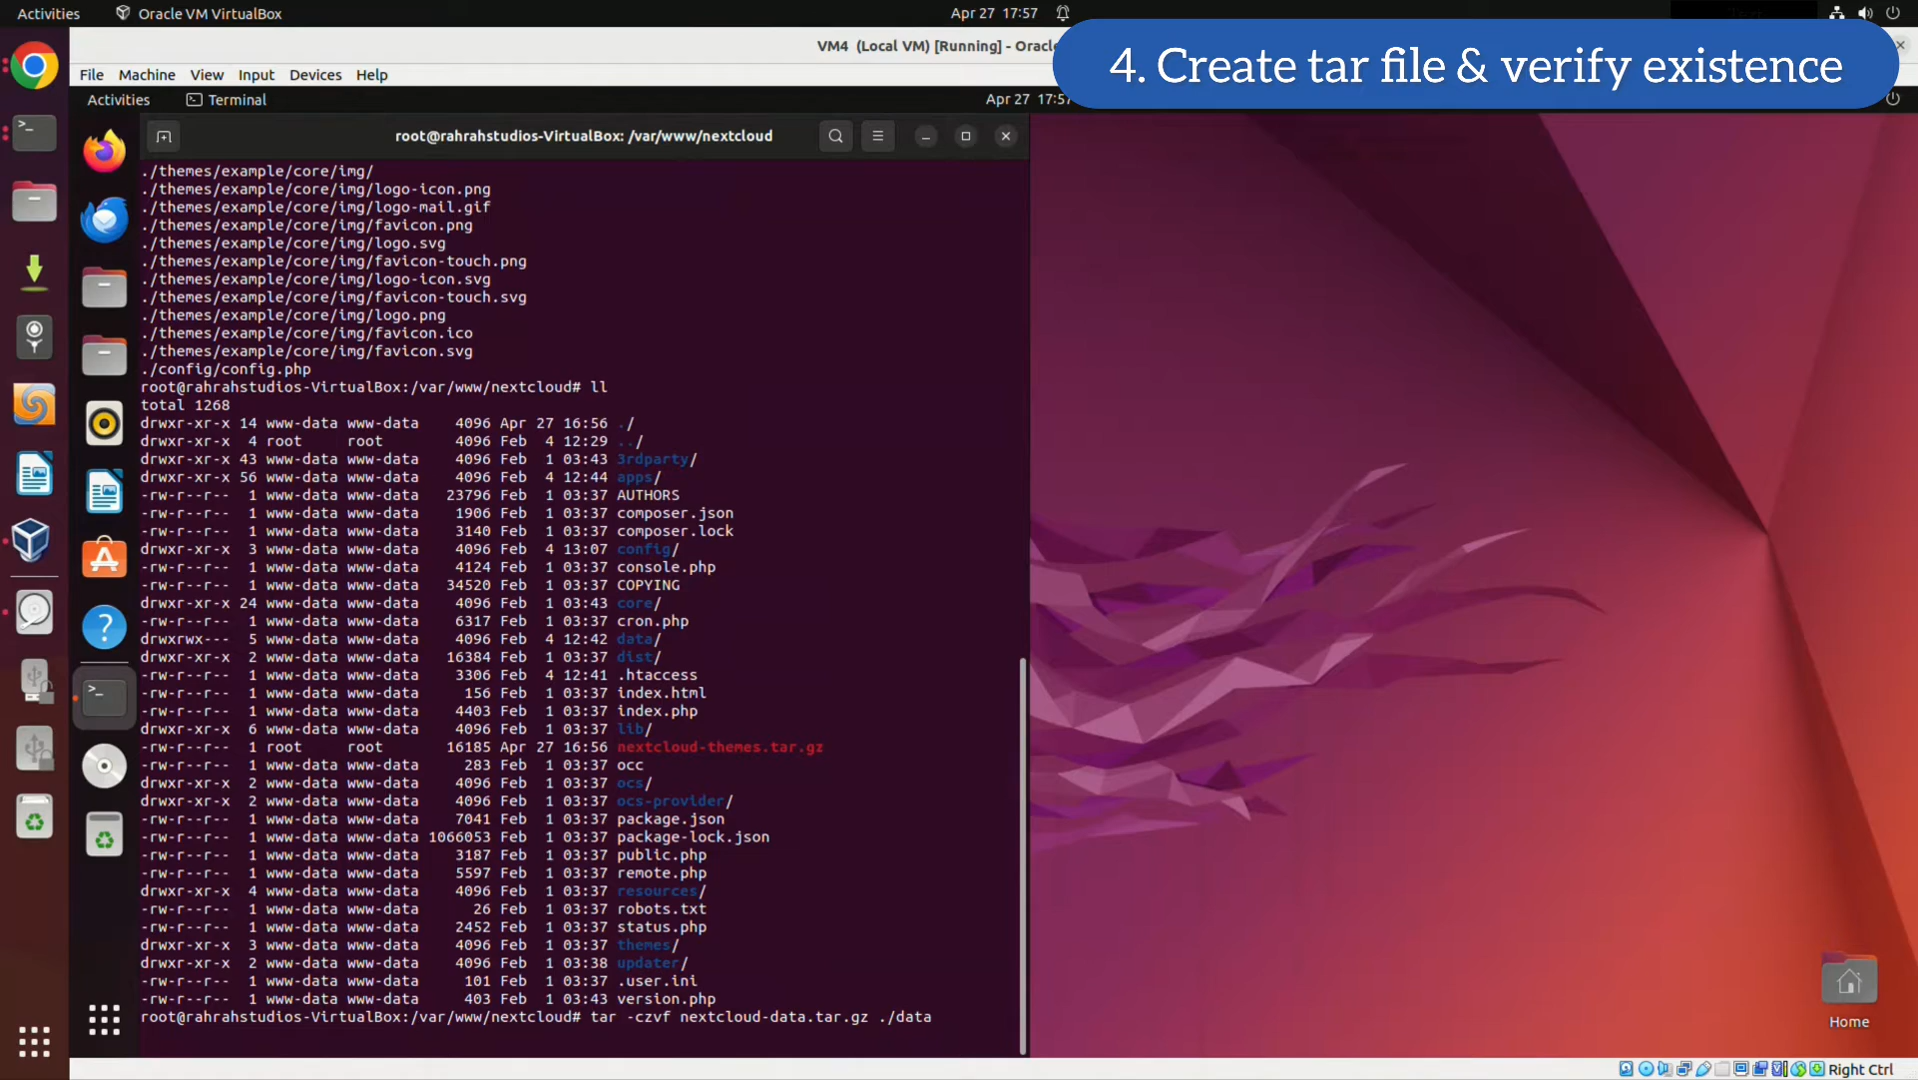 Activities Oracle VM VirtualBox Apr 27 17:57
VM4 (Local VM) [Running] - Oracle
4. Create tar file & verify existence
File Machine View Input Devices Help
Activities Terminal Apr 27 17:57
root@rahrahstudios-VirtualBox: /var/www/nextcloud
./themes/example/core/img/
./themes/example/core/img/logo-icon.png
./themes/example/core/img/logo-mail.gif
./themes/example/core/img/favicon.png
./themes/example/core/img/logo.svg
./themes/example/core/img/favicon-touch.png
./themes/example/core/img/logo-icon.svg
./themes/example/core/img/favicon-touch.svg
./themes/example/core/img/logo.png
./themes/example/core/img/favicon.ico
./themes/example/core/img/favicon.svg
./config/config.php
root@rahrahstudios-VirtualBox:/var/www/nextcloud# ll
total 1268
drwxr-xr-x 14 www-data www-data 4096 Apr 27 16:56 ./
drwxr-xr-x 4 root root 4096 Feb 4 12:29 ../
drwxr-xr-x 43 www-data www-data 4096 Feb 1 03:43 3rdparty/
drwxr-xr-x 56 www-data www-data 4096 Feb 4 12:44 apps/
-rw-r--r-- 1 www-data www-data 23796 Feb 1 03:37 AUTHORS
-rw-r--r-- 1 www-data www-data 1906 Feb 1 03:37 composer.json
-rw-r--r-- 1 www-data www-data 3140 Feb 1 03:37 composer.lock
drwxr-xr-x 3 www-data www-data 4096 Feb 4 13:07 config/
-rw-r--r-- 1 www-data www-data 4124 Feb 1 03:37 console.php
-rw-r--r-- 1 www-data www-data 34520 Feb 1 03:37 COPYING
drwxr-xr-x 24 www-data www-data 4096 Feb 1 03:43 core/
-rw-r--r-- 1 www-data www-data 6317 Feb 1 03:37 cron.php
drwxrwx--- 5 www-data www-data 4096 Feb 4 12:42 data/
drwxr-xr-x 2 www-data www-data 16384 Feb 1 03:37 dist/
-rw-r--r-- 1 www-data www-data 3306 Feb 4 12:41 .htaccess
-rw-r--r-- 1 www-data www-data 156 Feb 1 03:37 index.html
-rw-r--r-- 1 www-data www-data 4403 Feb 1 03:37 index.php
drwxr-xr-x 6 www-data www-data 4096 Feb 1 03:37 lib/
-rw-r--r-- 1 root root 16185 Apr 27 16:56 nextcloud-themes.tar.gz
-rw-r--r-- 1 www-data www-data 283 Feb 1 03:37 occ
drwxr-xr-x 2 www-data www-data 4096 Feb 1 03:37 ocs/
drwxr-xr-x 2 www-data www-data 4096 Feb 1 03:37 ocs-provider/
-rw-r--r-- 1 www-data www-data 7041 Feb 1 03:37 package.json
-rw-r--r-- 1 www-data www-data 1066053 Feb 1 03:37 package-lock.json
-rw-r--r-- 1 www-data www-data 3187 Feb 1 03:37 public.php
-rw-r--r-- 1 www-data www-data 5597 Feb 1 03:37 remote.php
drwxr-xr-x 4 www-data www-data 4096 Feb 1 03:37 resources/
-rw-r--r-- 1 www-data www-data 26 Feb 1 03:37 robots.txt
-rw-r--r-- 1 www-data www-data 2452 Feb 1 03:37 status.php
drwxr-xr-x 3 www-data www-data 4096 Feb 1 03:37 themes/
drwxr-xr-x 2 www-data www-data 4096 Feb 1 03:38 updater/
-rw-r--r-- 1 www-data www-data 101 Feb 1 03:37 .user.ini
-rw-r--r-- 1 www-data www-data 403 Feb 1 03:43 version.php
root@rahrahstudios-VirtualBox:/var/www/nextcloud# tar -czvf nextcloud-data.tar.gz ./data
Home
Right Ctrl